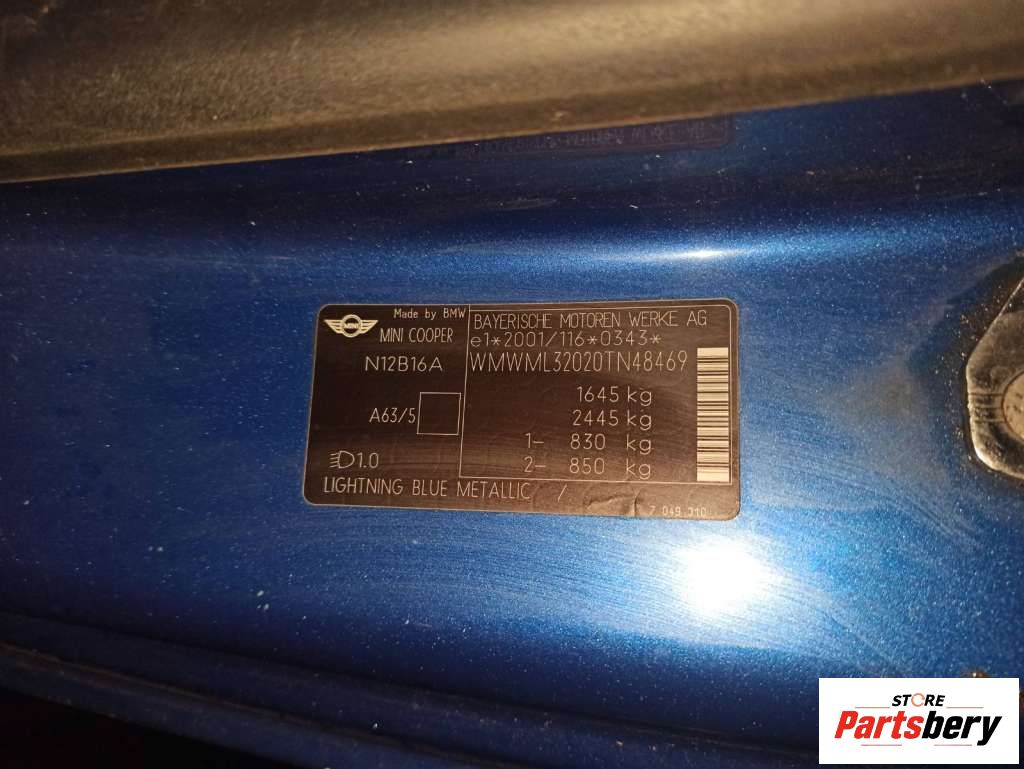 Made by BMW
MINI
MINI COOPER
N12B16A
A63/5
1.0
BAYERISCHE MOTOREN WERKE AG
e1*2001/116*0343*
WMWML32020TN48469
1645 kg
2445 kg
1- 830 kg
2- 850 kg
LIGHTNING BLUE METALLIC /
7 049 310
STORE
Partsbery